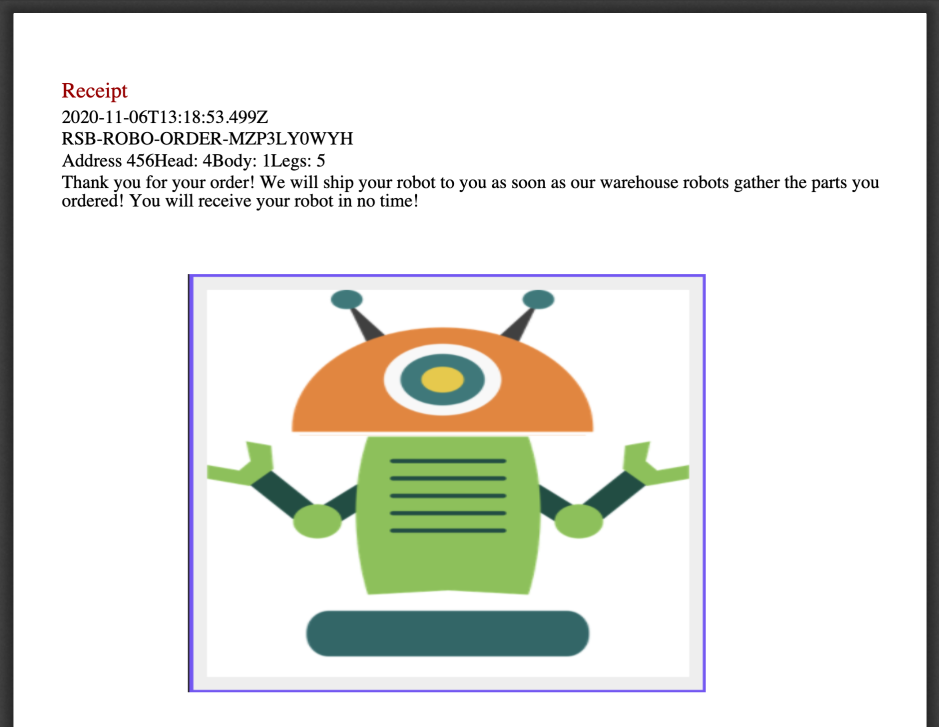 Receipt
2020-11-06T13:18:53.499Z
RSB-ROBO-ORDER-MZP3LY0WYH
Address 456Head: 4Body: 1Legs: 5
Thank you for your order! We will ship your robot to you as soon as our warehouse robots gather the parts you
ordered! You will receive your robot in no time!